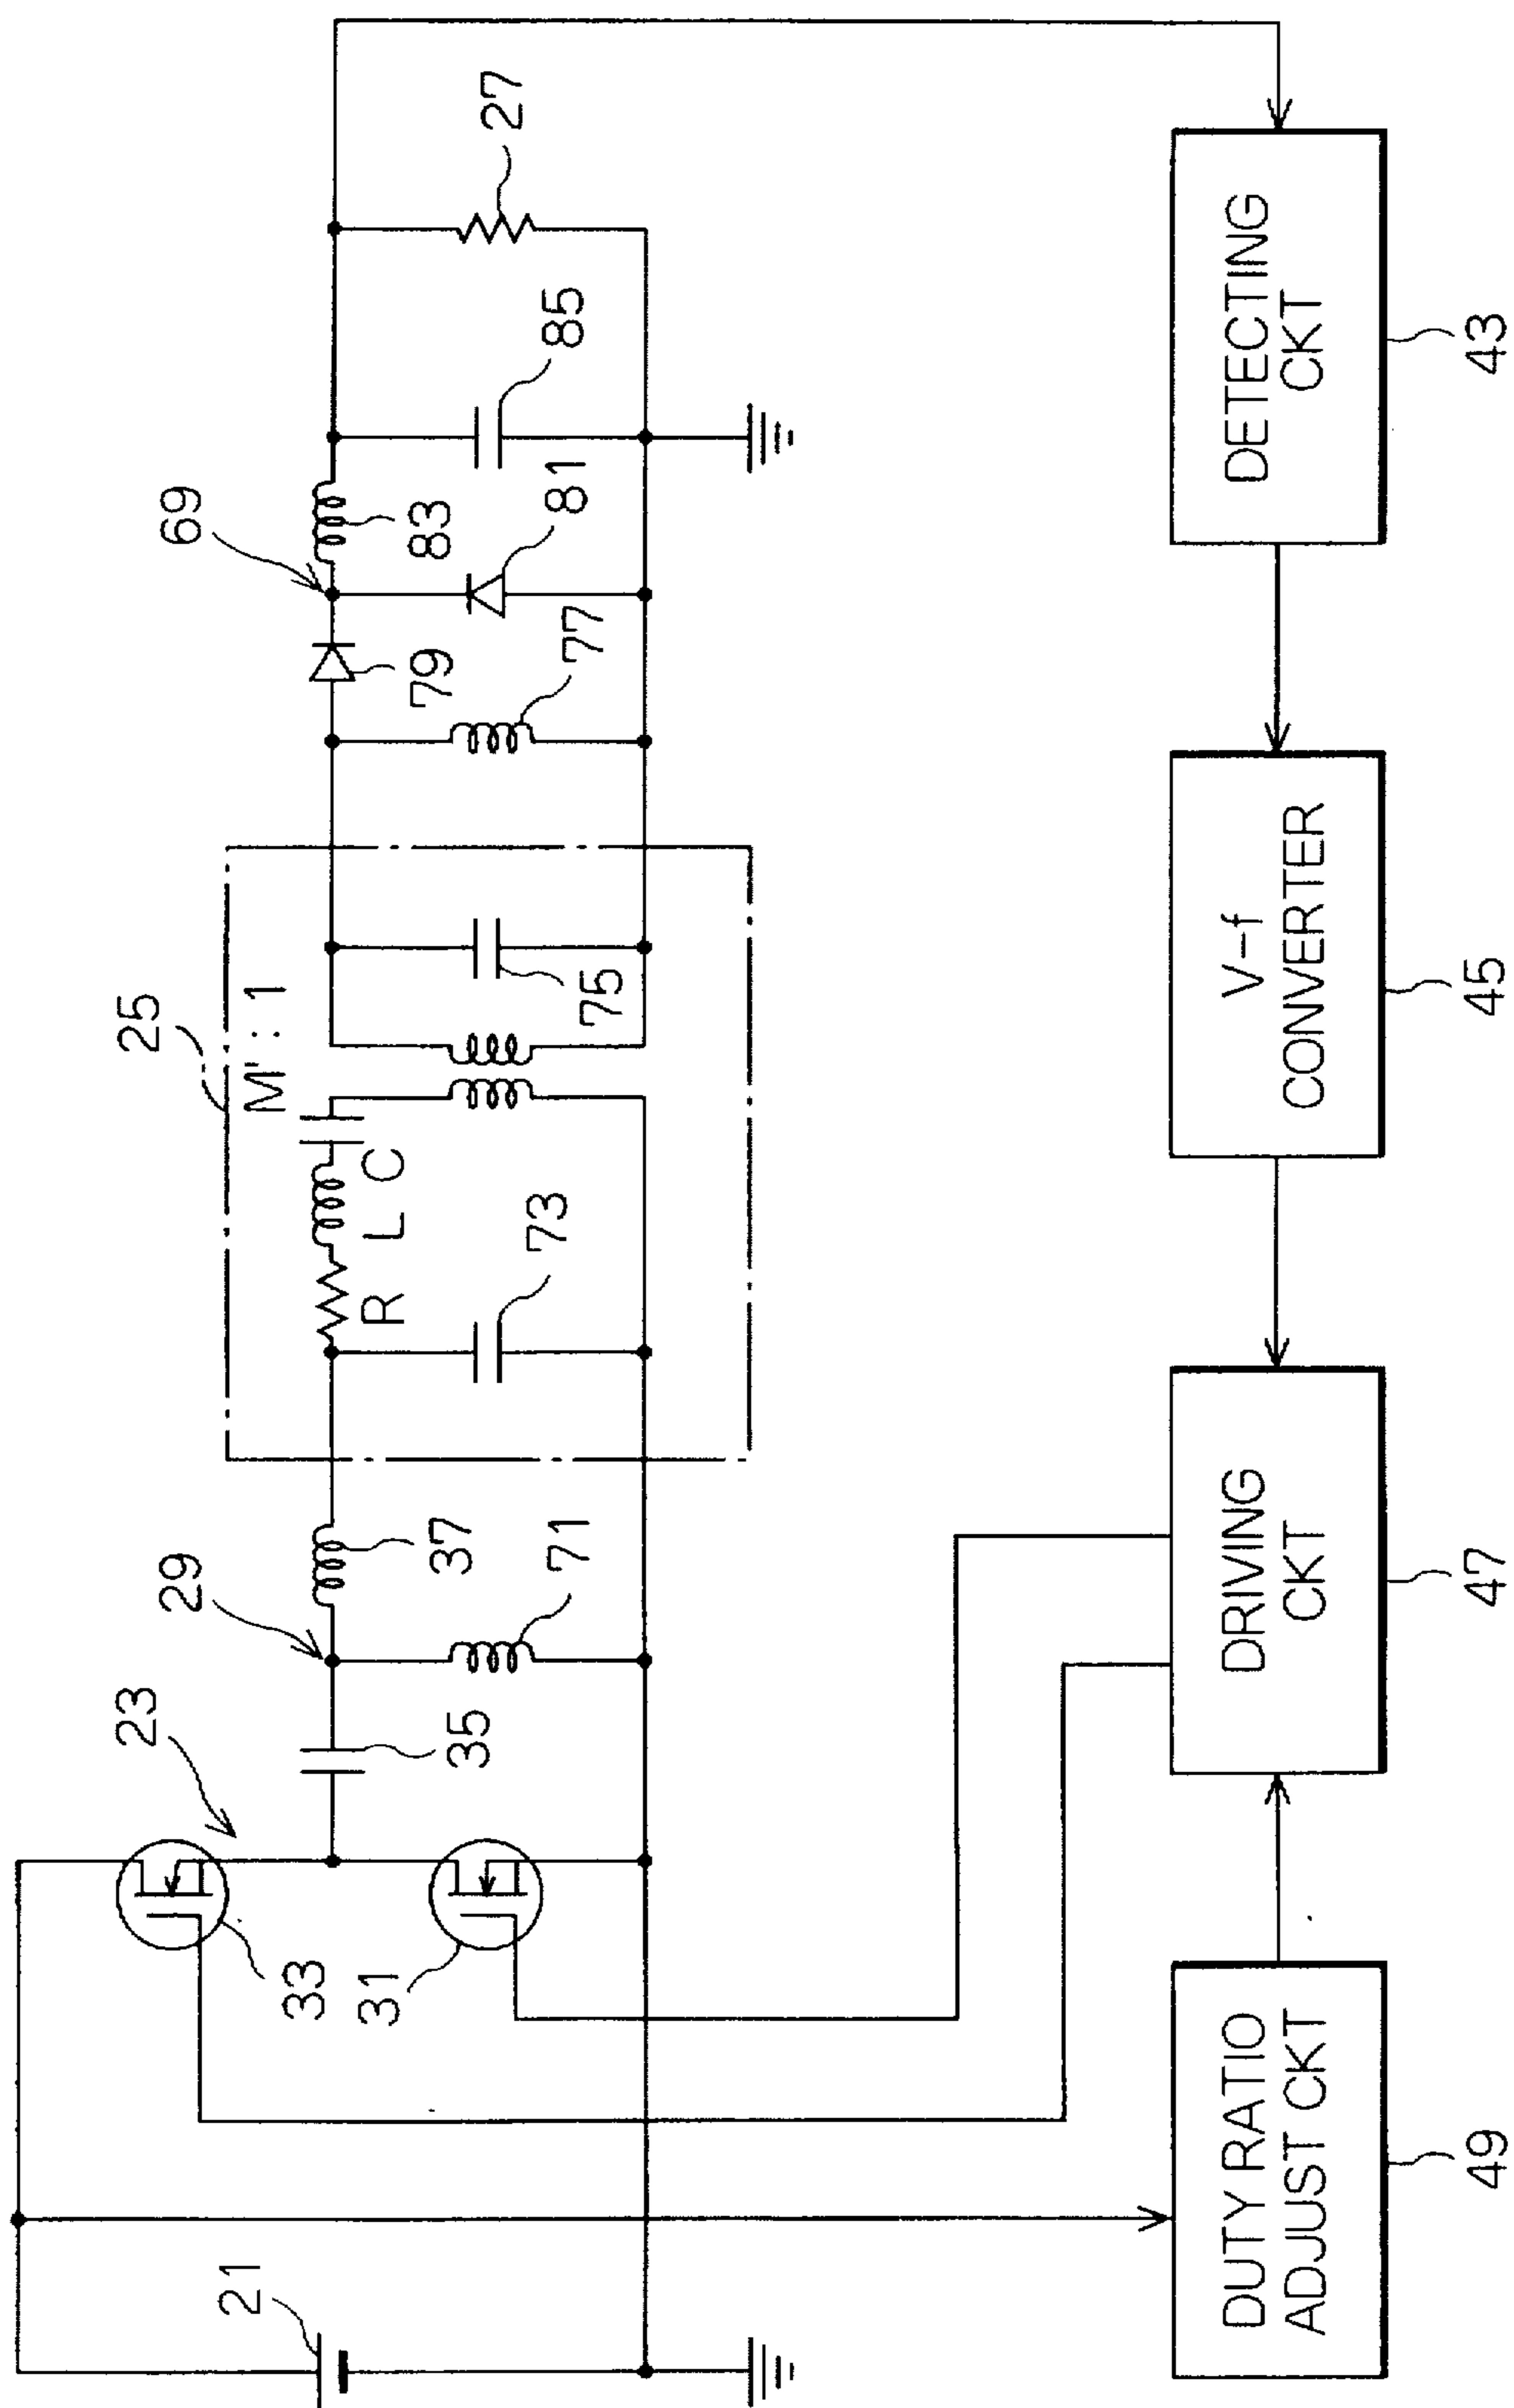 21
23
33
31
35
29
37
71
25
M' : 1
R L C
73
75
69
79
77
83
81
85
27
DUTY RATIO
ADJUST CKT
49
DRIVING
CKT
47
V-f
CONVERTER
45
DETECTING
CKT
43